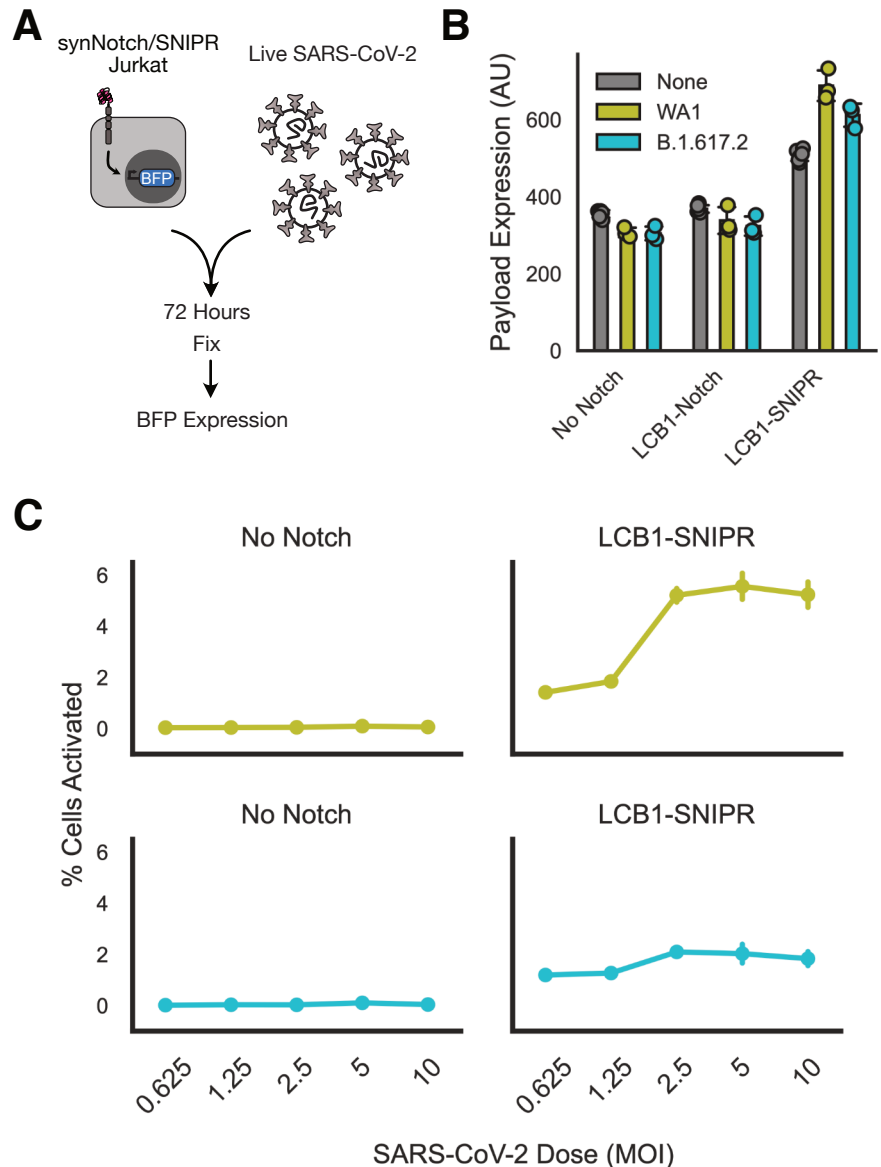 A
synNotch/SNIPR
Jurkat
Live SARS-CoV-2
BFP
72 Hours
Fix
BFP Expression
B
Payload Expression (AU)
600
400
200
0
None
WA1
B.1.617.2
No Notch
LCB1-Notch
LCB1-SNIPR
C
% Cells Activated
No Notch
LCB1-SNIPR
6
4
2
0
No Notch
LCB1-SNIPR
6
4
2
0
0.625
1.25
2.5
5
10
0.625
1.25
2.5
5
10
SARS-CoV-2 Dose (MOI)